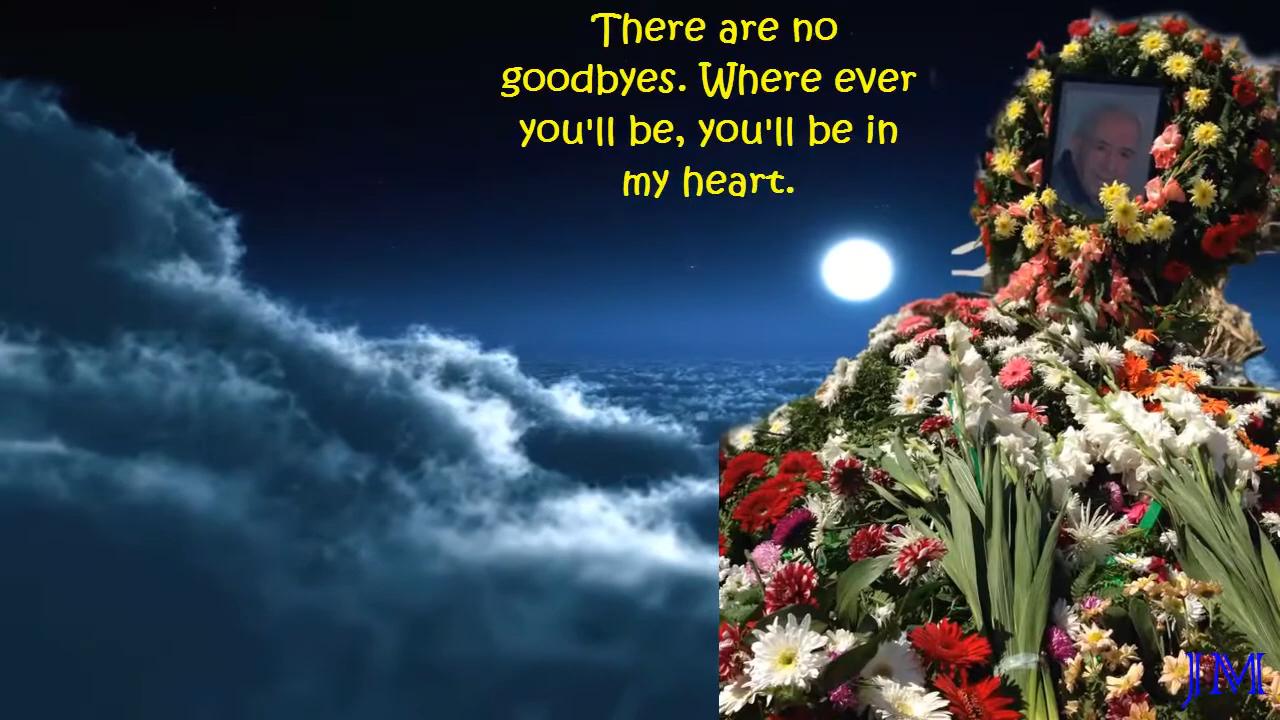 There are no
goodbyes. Where ever
you'll be, you'll be in
my heart.
JM